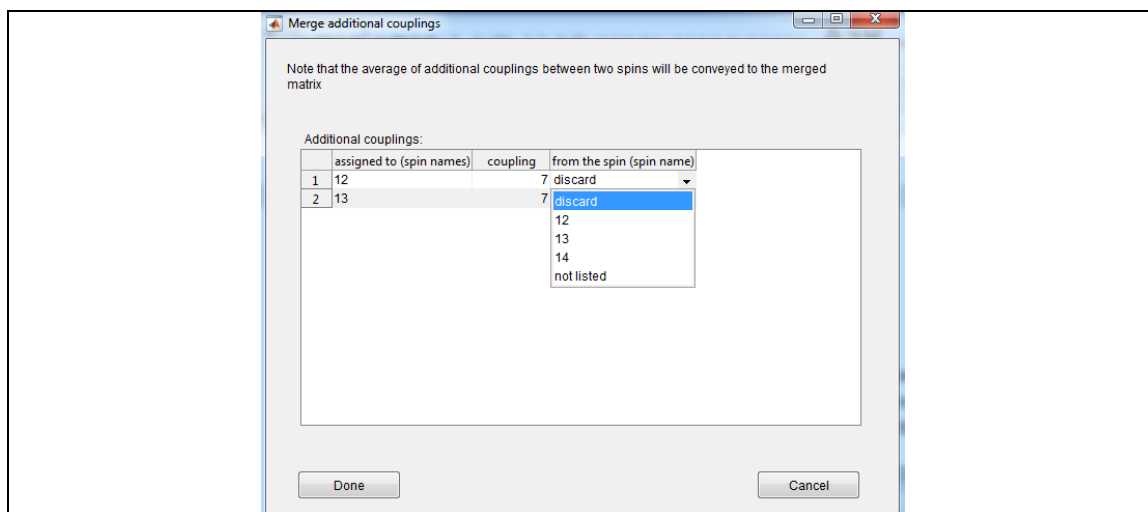 Merge additional couplings
Note that the average of additional couplings between two spins will be conveyed to the merged
matrix
Additional couplings:
assigned to (spin names) coupling from the spin (spin name)
1 12 7 discard
2 13 7
discard
12
13
14
not listed
Done Cancel